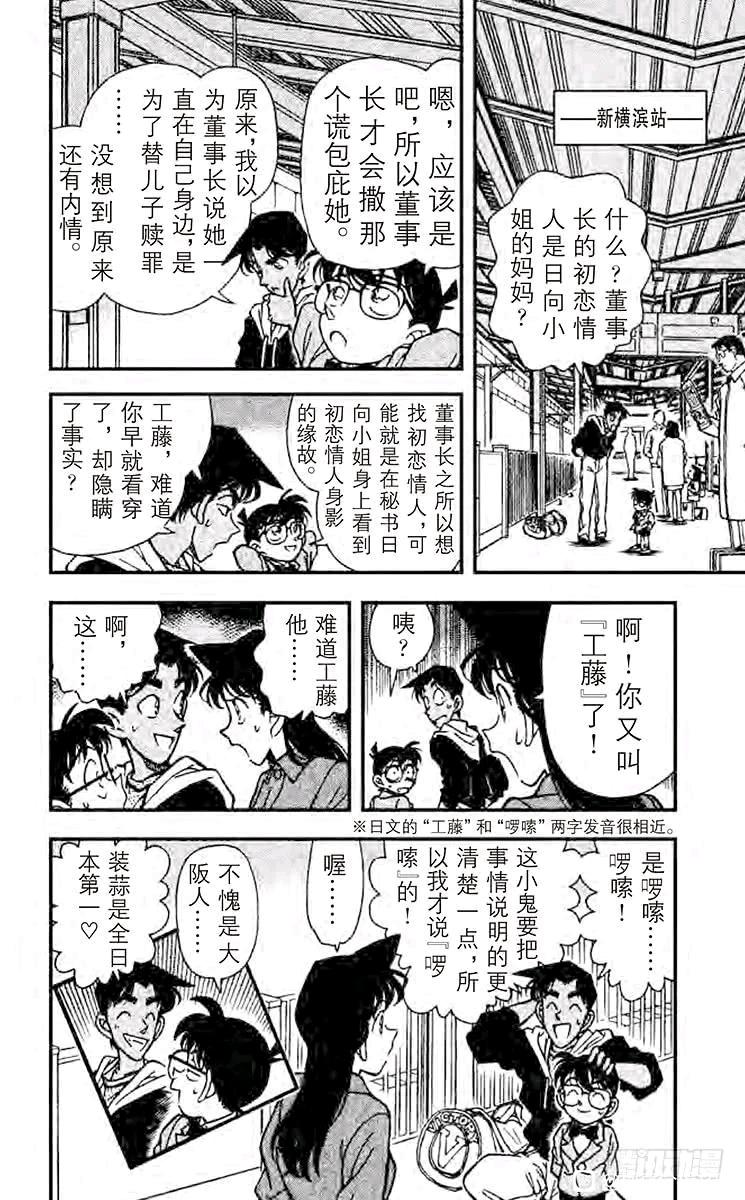 ——新横滨站——
什么?董事
长的初恋情
人是日向小
姐的妈妈?
嗯,应该是
吧,所以董事
长才会撒那
个谎包庇她。
原来,我以
为董事长说她一
直在自己身边,是
为了替儿子赎罪
……
没想到原来
还有内情。
董事长之所以想
找初恋情人,可
能就是在秘书日
向小姐身上看到
初恋情人身影
的缘故。
工藤,难道
你早就看穿
了,却隐瞒
了事实?
啊!你又叫
『工藤』了!
咦?
难道工藤
他……
啊,
这……
※日文的“工藤”和“啰嗦”两字发音很相近。
是啰嗦…
啰嗦!
这小鬼要把
事情说明的更
清楚一点,所
以我才说『啰
嗦』的!
喔……
不愧是大
阪人……
装蒜是全日
本第一♡
VICTORY
V
腾讯动漫